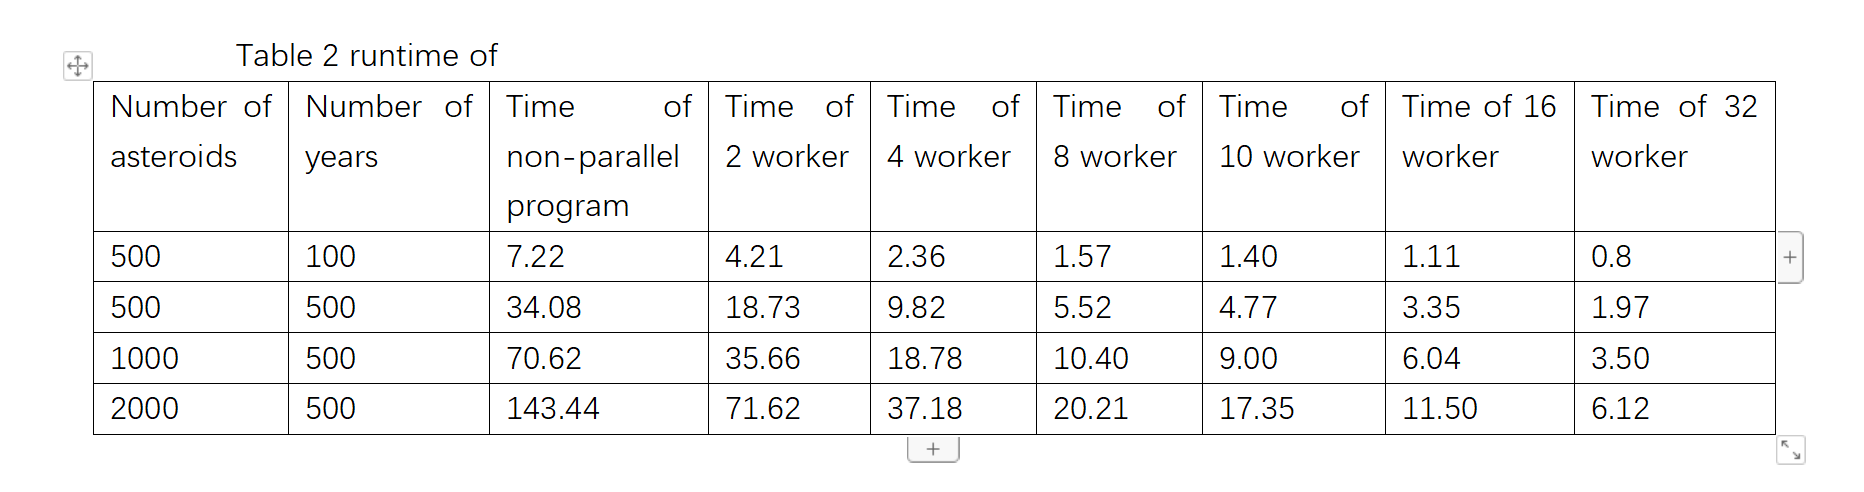 Table 2 runtime of
Number of asteroids Number of years Time of non-parallel program Time of 2 worker Time of 4 worker Time of 8 worker Time of 10 worker Time of 16 worker Time of 32 worker
500 100 7.22 4.21 2.36 1.57 1.40 1.11 0.8
500 500 34.08 18.73 9.82 5.52 4.77 3.35 1.97
1000 500 70.62 35.66 18.78 10.40 9.00 6.04 3.50
2000 500 143.44 71.62 37.18 20.21 17.35 11.50 6.12